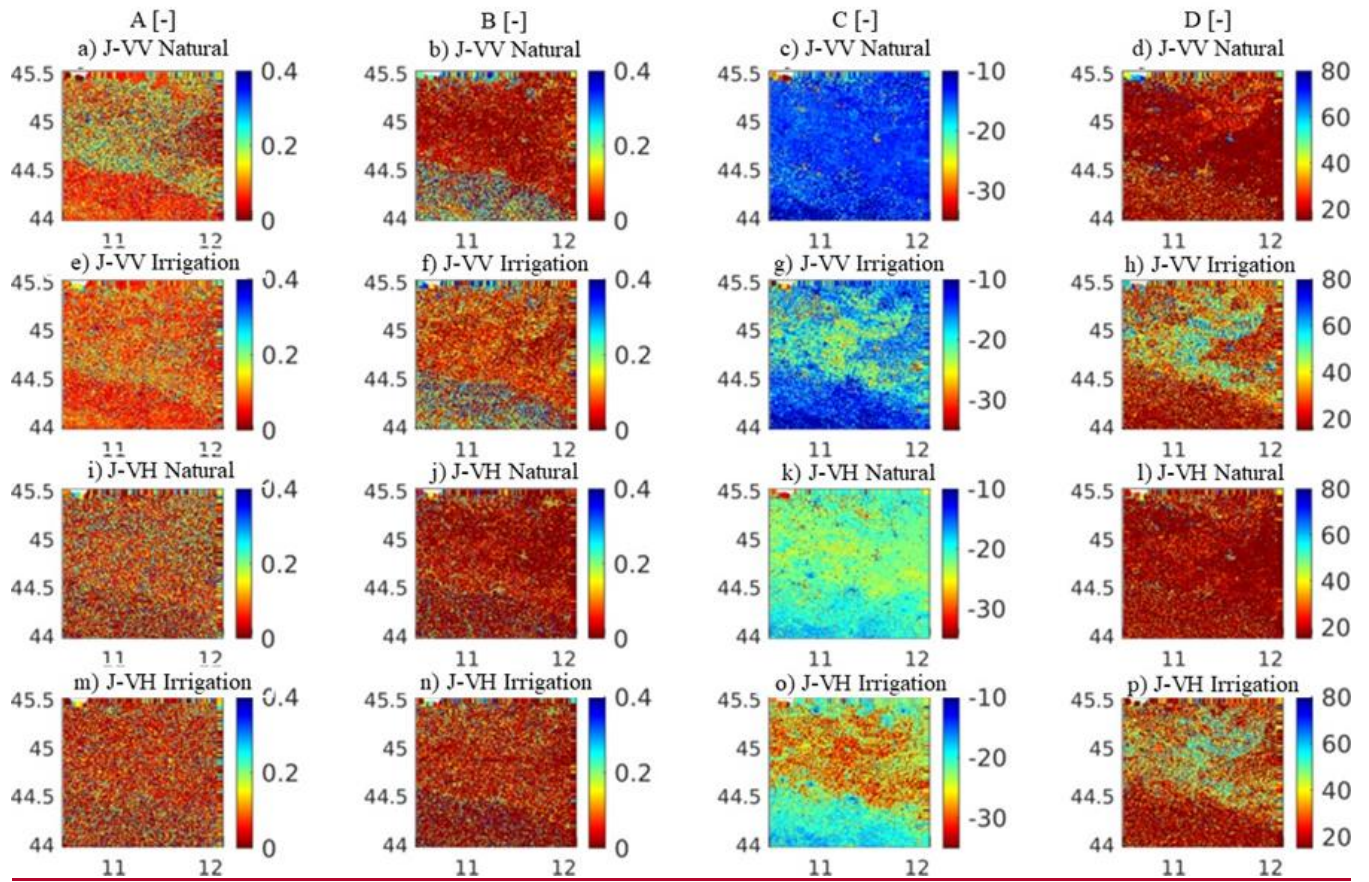 A [-] B [-] C [-] D [-]
a) J-VV Natural b) J-VV Natural c) J-VV Natural d) J-VV Natural
45.5 0.4 45.5 0.4 45.5 -10 45.5 80
45 45 45 -20 45 60
0.2 0.2
44.5 44.5 44.5 -30 44.5 40
44 0 44 0 44 44 20
11 12 11 12 11 12 11 12
e) J-VV Irrigation f) J-VV Irrigation g) J-VV Irrigation h) J-VV Irrigation
45.5 0.4 45.5 0.4 45.5 -10 45.5 80
45 45 45 -20 45 60
0.2 0.2
44.5 44.5 44.5 -30 44.5 40
44 0 44 0 44 44 20
11 12 11 12 11 12 11 12
i) J-VH Natural j) J-VH Natural k) J-VH Natural l) J-VH Natural
45.5 0.4 45.5 0.4 45.5 -10 45.5 80
45 45 45 -20 45 60
0.2 0.2
44.5 44.5 44.5 -30 44.5 40
44 0 44 0 44 44 20
11 12 11 12 11 12 11 12
m) J-VH Irrigation n) J-VH Irrigation o) J-VH Irrigation p) J-VH Irrigation
45.5 0.4 45.5 0.4 45.5 -10 45.5 80
45 45 45 -20 45 60
0.2 0.2
44.5 44.5 44.5 -30 44.5 40
44 0 44 0 44 44 20
11 12 11 12 11 12 11 12